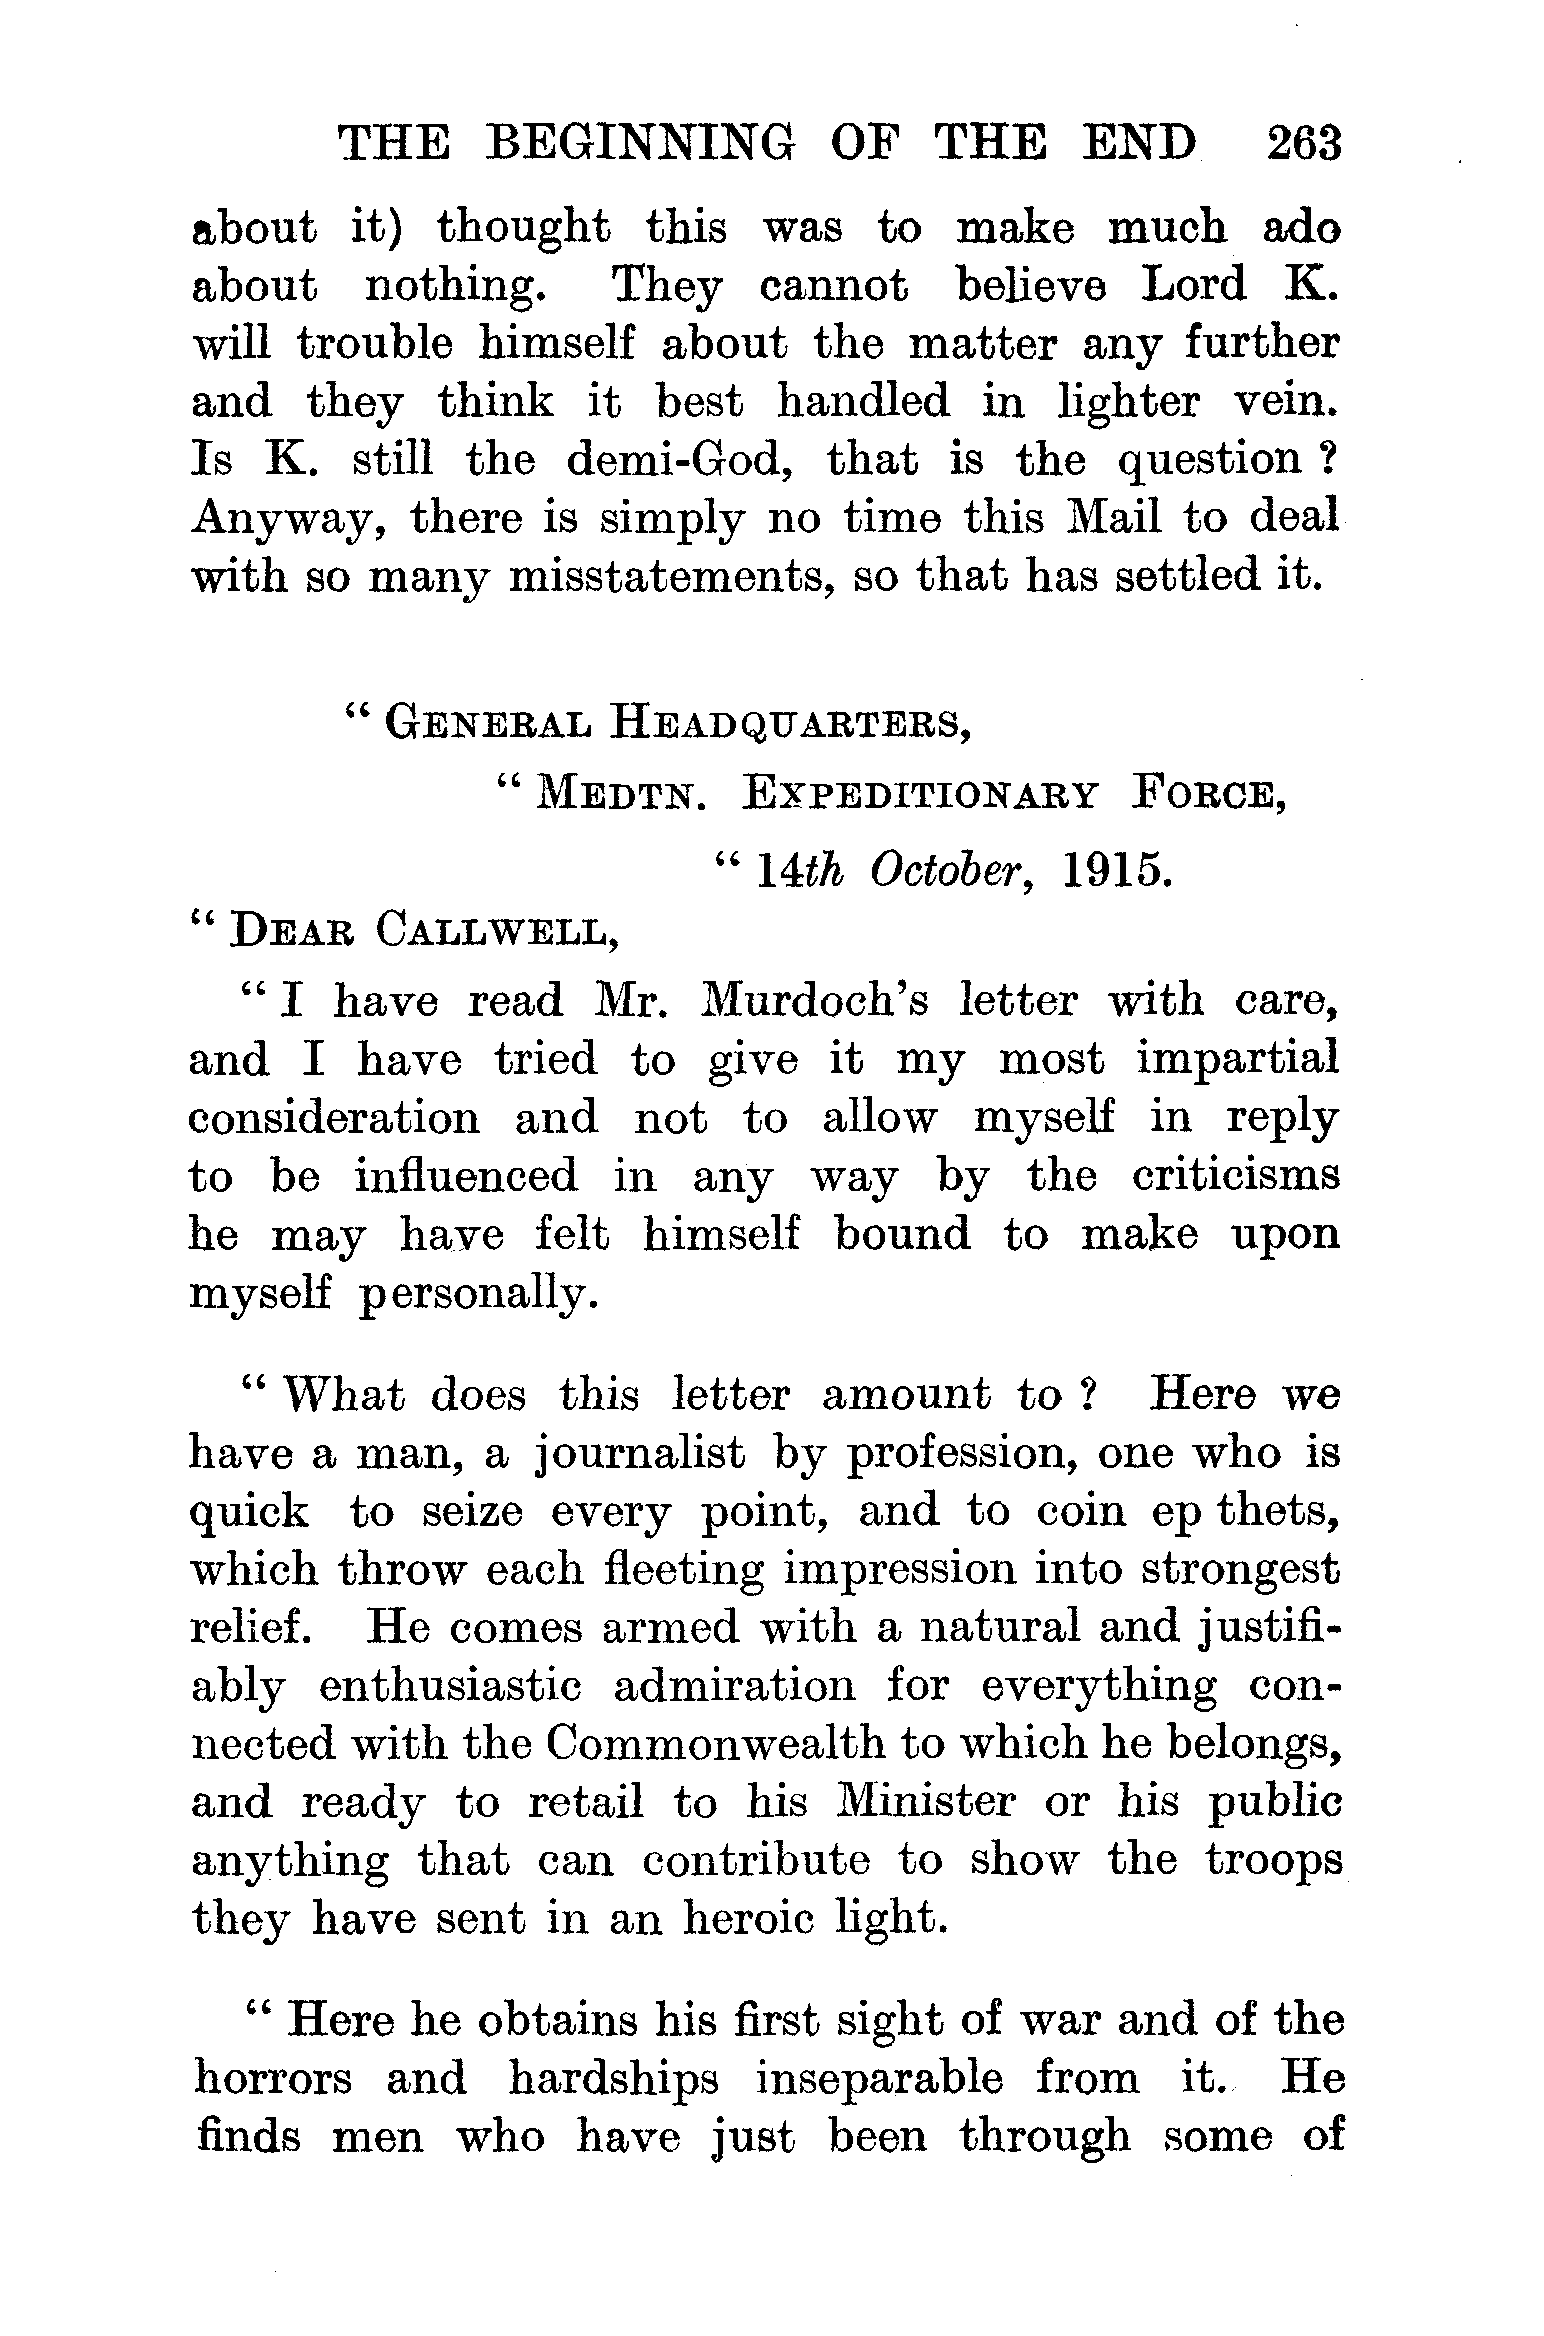 THE BEGINNING OF THE END 263
about it) thought this was to make much ado
about nothing. They cannot believe Lord K.
will trouble himself about the matter any further
and they think it best handled in lighter vein.
Is K. still the demi-God, that is the question ?
Anyway, there is simply no time this Mail to deal
with so many misstatements, so that has settled it.
“ GENERAL HEADQUARTERS,
“ MEDTN. EXPEDITIONARY FORCE,
“ 14th October, 1915.
“ DEAR CALLWELL,
“ I have read Mr. Murdoch’s letter with care,
and I have tried to give it my most impartial
consideration and not to allow myself in reply
to be influenced in any way by the criticisms
he may have felt himself bound to make upon
myself personally.
“ What does this letter amount to ? Here we
have a man, a journalist by profession, one who is
quick to seize every point, and to coin ep thets,
which throw each fleeting impression into strongest
relief. He comes armed with a natural and justifi-
ably enthusiastic admiration for everything con-
nected with the Commonwealth to which he belongs,
and ready to retail to his Minister or his public
anything that can contribute to show the troops
they have sent in an heroic light.
“ Here he obtains his first sight of war and of the
horrors and hardships inseparable from it. He
finds men who have just been through some of